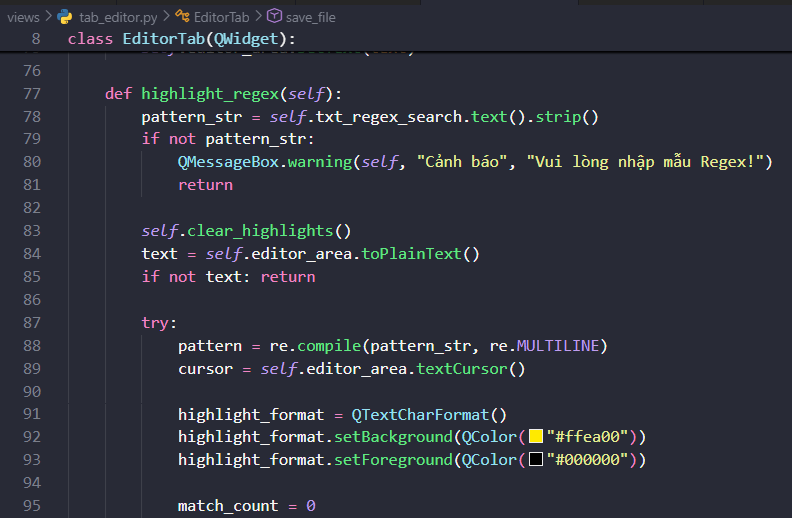 views > tab_editor.py > EditorTab > save_file
8 class EditorTab(QWidget):
76
77 def highlight_regex(self):
78 pattern_str = self.txt_regex_search.text().strip()
79 if not pattern_str:
80 QMessageBox.warning(self, "Cảnh báo", "Vui lòng nhập mẫu Regex!")
81 return
82
83 self.clear_highlights()
84 text = self.editor_area.toPlainText()
85 if not text: return
86
87 try:
88 pattern = re.compile(pattern_str, re.MULTILINE)
89 cursor = self.editor_area.textCursor()
90
91 highlight_format = QTextCharFormat()
92 highlight_format.setBackground(QColor("#ffea00"))
93 highlight_format.setForeground(QColor("#000000"))
94
95 match_count = 0